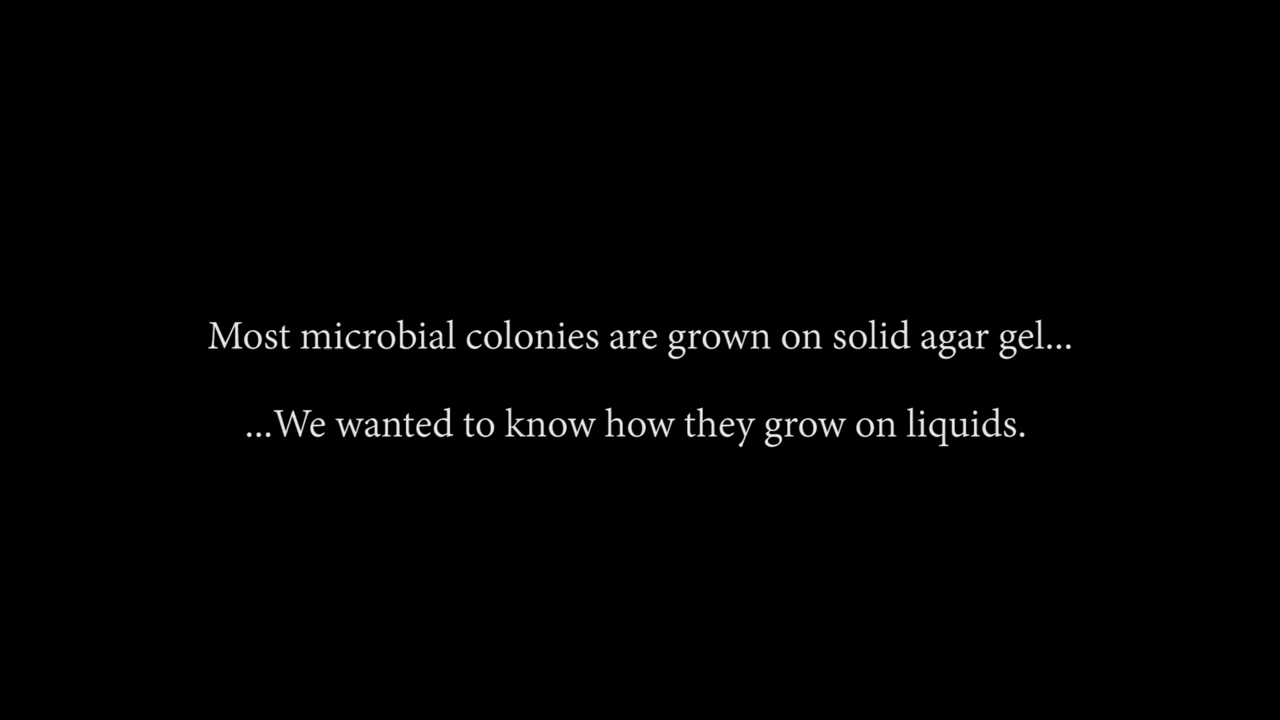 Most microbial colonies are grown on solid agar gel...
...We wanted to know how they grow on liquids.